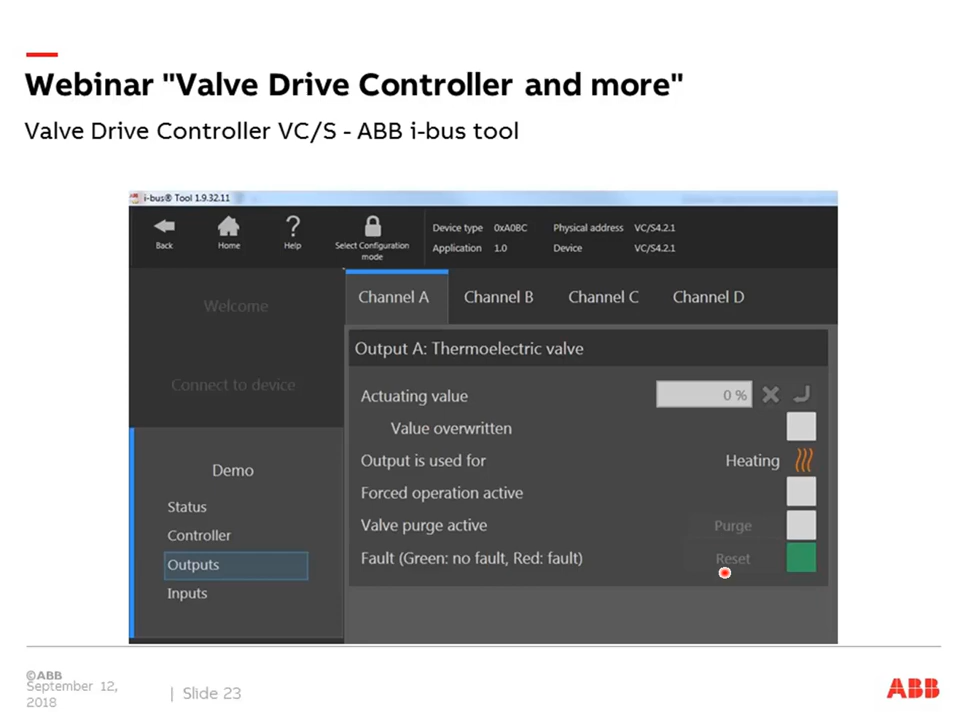 Webinar "Valve Drive Controller and more"
Valve Drive Controller VC/S - ABB i-bus tool
i-bus® Tool 1.9.32.11
Back
Home
Help
Select Configuration
mode
Device type 0xA0BC Physical address VC/S4.2.1
Application 1.0 Device VC/S4.2.1
Welcome
Connect to device
Demo
Status
Controller
Outputs
Inputs
Channel A Channel B Channel C Channel D
Output A: Thermoelectric valve
Actuating value 0 %
Value overwritten
Output is used for Heating
Forced operation active
Valve purge active Purge
Fault (Green: no fault, Red: fault) Reset
©ABB
September 12,
2018
| Slide 23
ABB